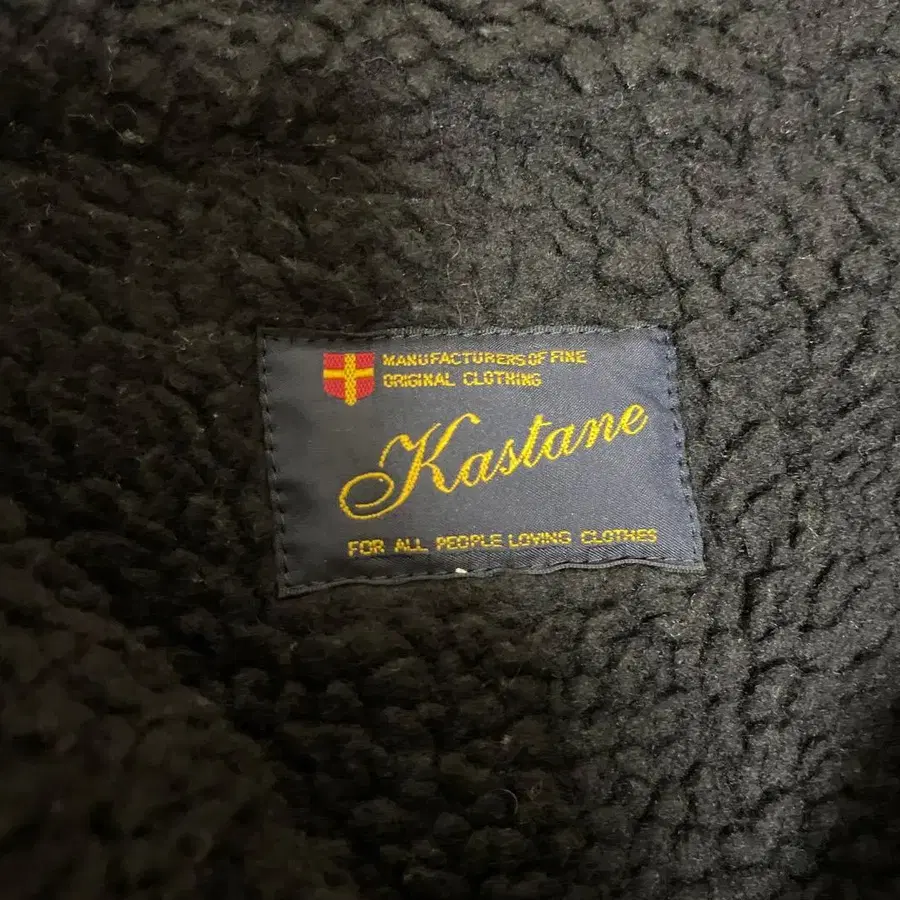 MANUFACTURERS OF FINE
ORIGINAL CLOTHING
Kastane
FOR ALL PEOPLE LOVING CLOTHES